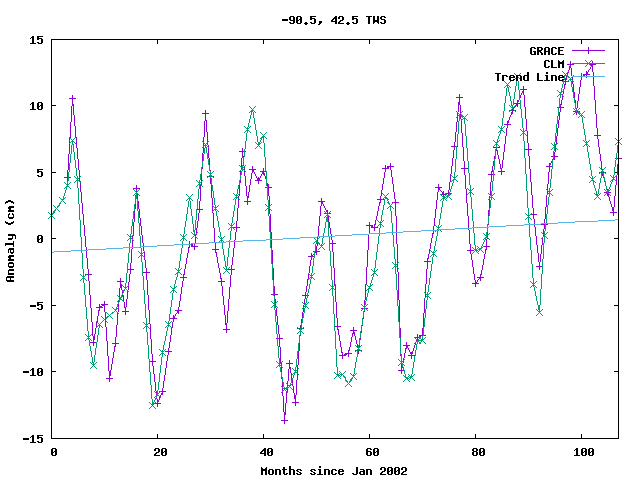 -90.5, 42.5 TWS
15
10
5
0
-5
-10
-15
Anomaly (cm)
GRACE
CLM
Trend Line
0 20 40 60 80 100
Months since Jan 2002